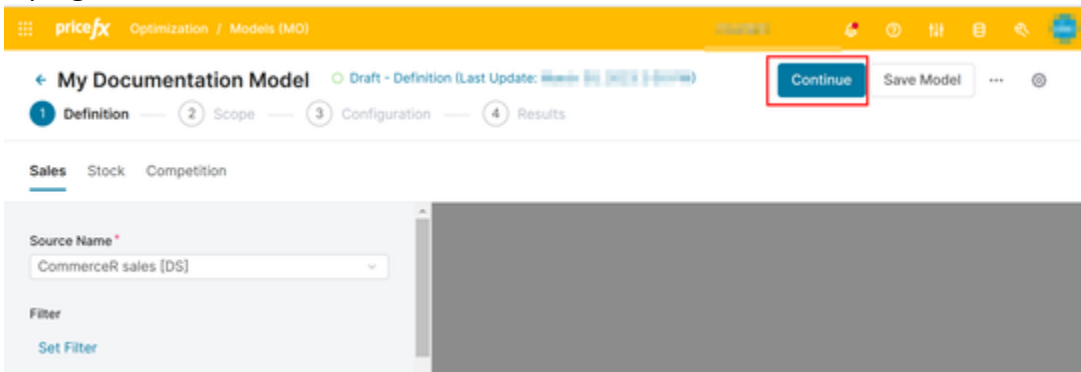 pricefx Optimization / Models (MO)
My Documentation Model Draft - Definition (Last Update: )
Continue Save Model ...
1 Definition 2 Scope 3 Configuration 4 Results
Sales Stock Competition
Source Name*
CommerceR sales [DS]
Filter
Set Filter